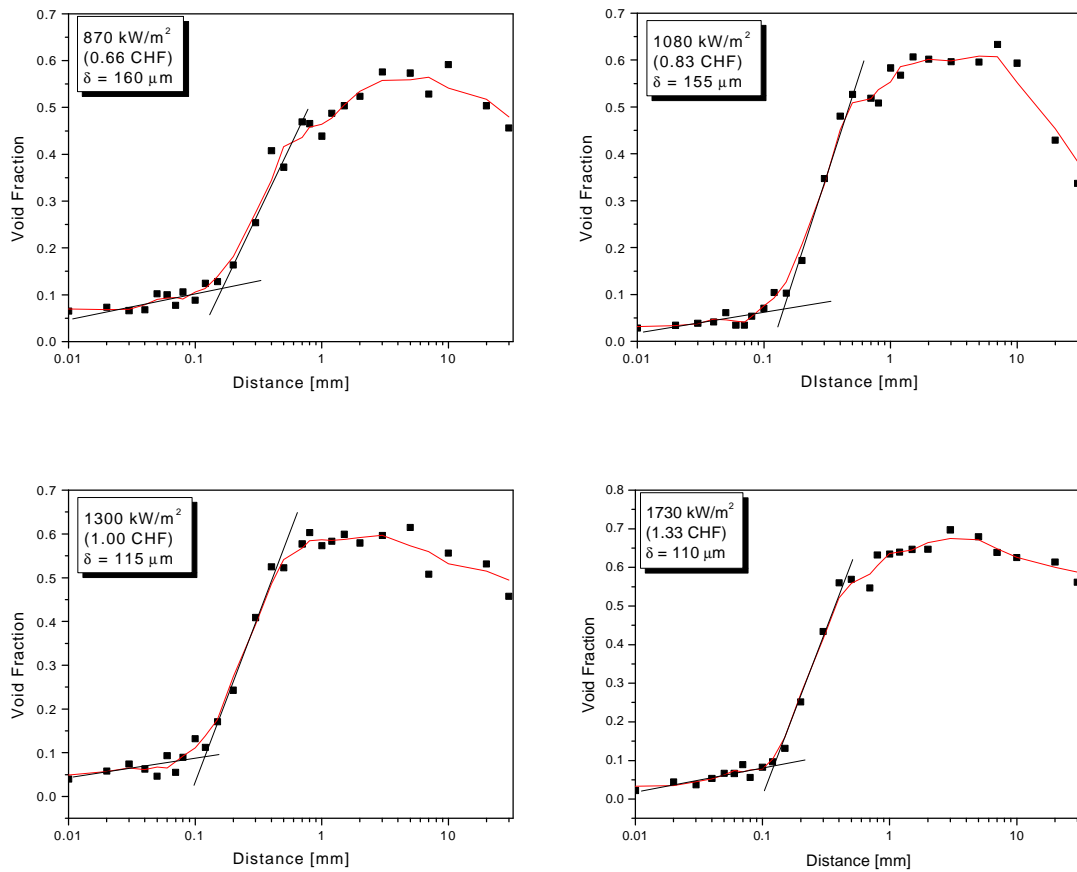 870 kW/m²
(0.66 CHF)
δ = 160 μm
0.7
0.6
0.5
0.4
0.3
0.2
0.1
0.0
Void Fraction
0.01
0.1
1
10
Distance [mm]
1080 kW/m²
(0.83 CHF)
δ = 155 μm
0.7
0.6
0.5
0.4
0.3
0.2
0.1
0.0
Void Fraction
0.01
0.1
1
10
DIstance [mm]
1300 kW/m²
(1.00 CHF)
δ = 115 μm
0.7
0.6
0.5
0.4
0.3
0.2
0.1
0.0
Void Fraction
0.01
0.1
1
10
Distance [mm]
1730 kW/m²
(1.33 CHF)
δ = 110 μm
0.8
0.7
0.6
0.5
0.4
0.3
0.2
0.1
0.0
Void Fraction
0.01
0.1
1
10
Distance [mm]